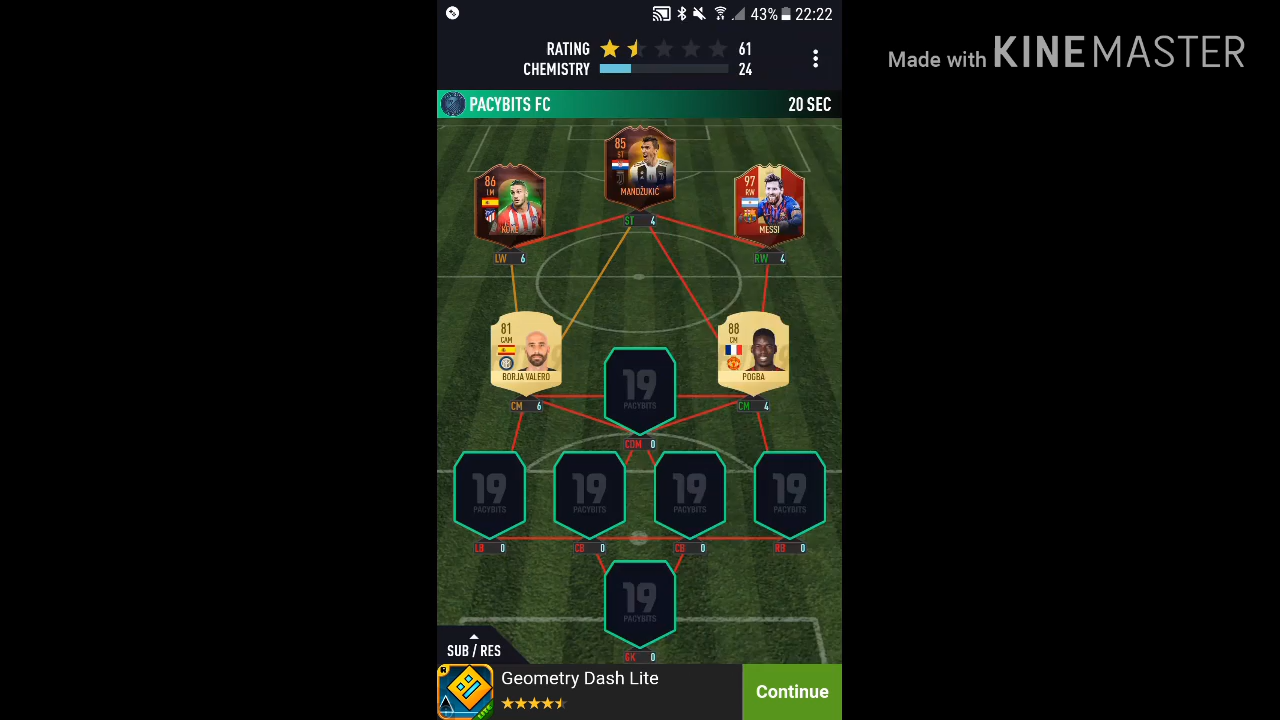 43% 22:22
RATING 61
CHEMISTRY 24
Made with KINEMASTER
PACYBITS FC 20 SEC
85
ST
MANDŽUKIĆ
86
LM
KOKE
97
RW
MESSI
ST 4
LW 6
RW 4
81
CAM
BORJA VALERO
88
CM
POGBA
19
PACYBITS
CM 6
CM 4
CDM 0
19
PACYBITS
19
PACYBITS
19
PACYBITS
19
PACYBITS
LB 0
CB 0
CB 0
RB 0
19
PACYBITS
GK 0
SUB / RES
Geometry Dash Lite
Continue